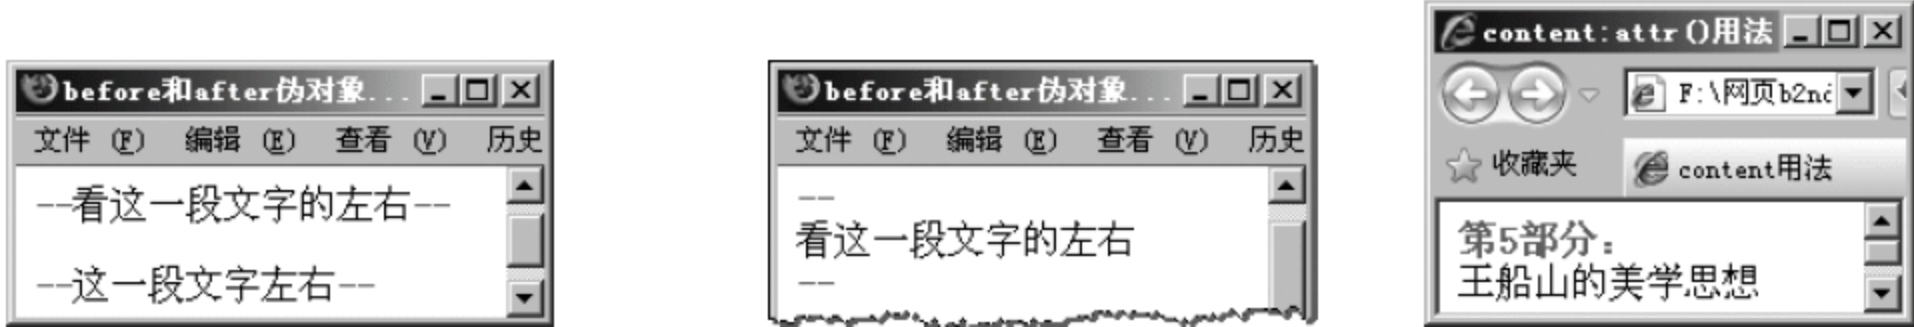 before和after伪对象...
文件 (F) 编辑 (E) 查看 (V) 历史
--看这一段文字的左右--
--这一段文字左右--
before和after伪对象...
文件 (F) 编辑 (E) 查看 (V) 历史
--
看这一段文字的左右
--
content:attr()用法
F:\网页b2nd
收藏夹
content用法
第5部分:
王船山的美学思想